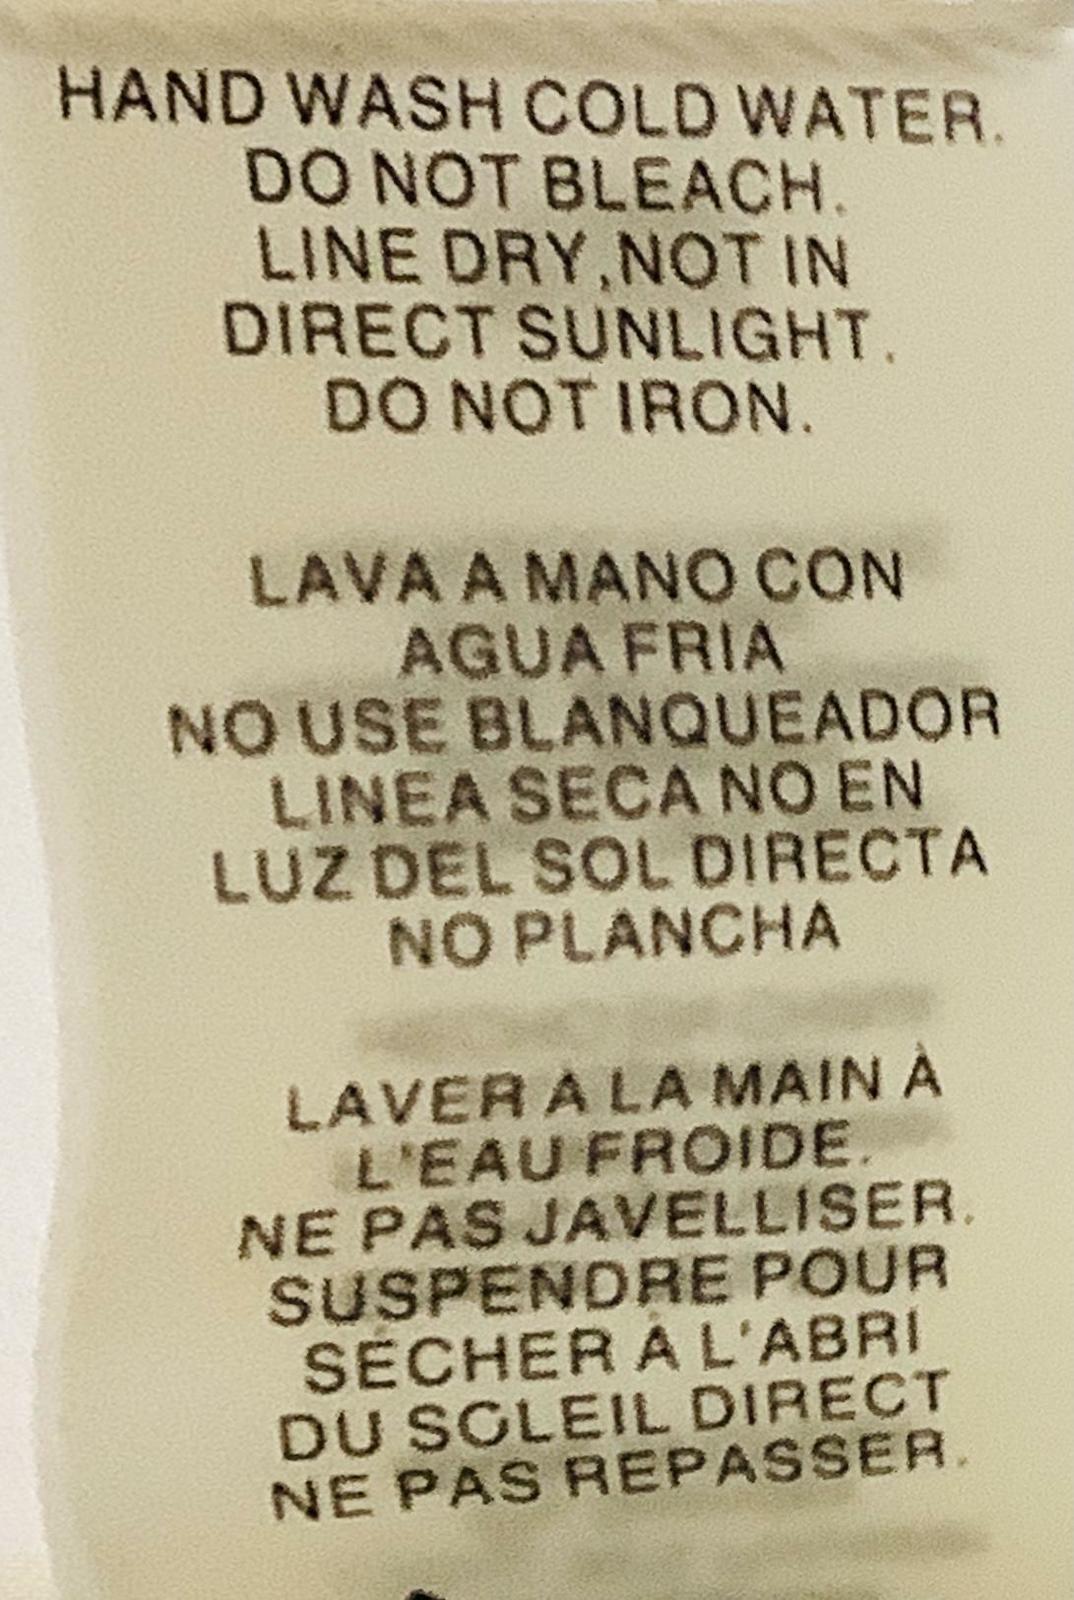 HAND WASH COLD WATER.
DO NOT BLEACH.
LINE DRY,NOT IN
DIRECT SUNLIGHT.
DO NOT IRON.
LAVA A MANO CON
AGUA FRIA
NO USE BLANQUEADOR
LINEA SECA NO EN
LUZ DEL SOL DIRECTA
NO PLANCHA
LAVER A LA MAIN À
L'EAU FROIDE.
NE PAS JAVELLISER.
SUSPENDRE POUR
SÉCHER À L'ABRI
DU SOLEIL DIRECT
NE PAS REPASSER.